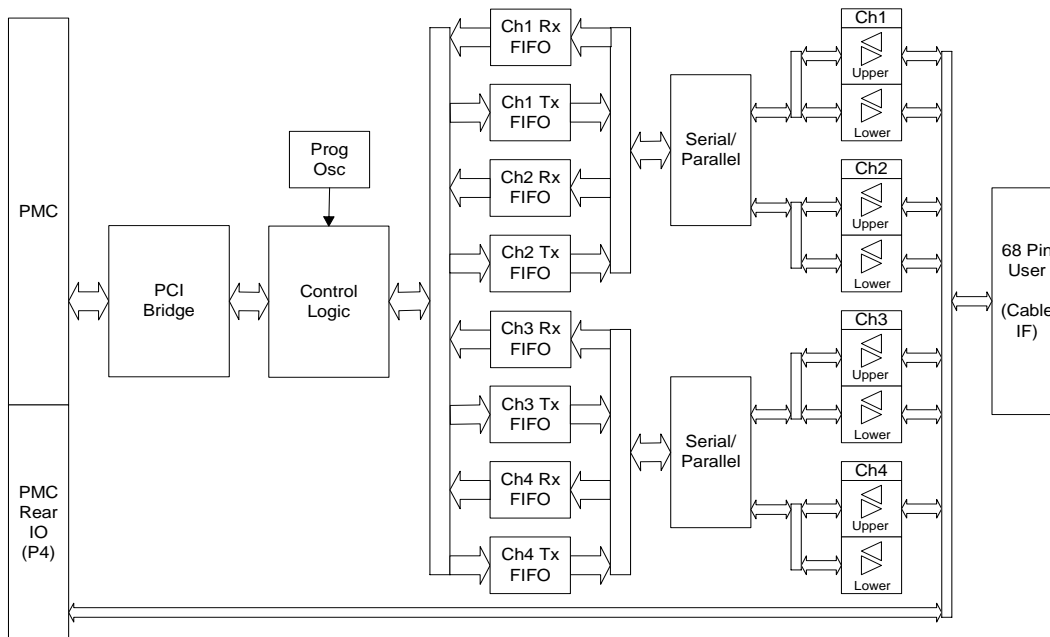 PMC
PMC
Rear
IO
(P4)
PCI
Bridge
Prog
Osc
Control
Logic
Ch1 Rx
FIFO
Ch1 Tx
FIFO
Ch2 Rx
FIFO
Ch2 Tx
FIFO
Ch3 Rx
FIFO
Ch3 Tx
FIFO
Ch4 Rx
FIFO
Ch4 Tx
FIFO
Serial/
Parallel
Serial/
Parallel
Ch1
Upper
Lower
Ch2
Upper
Lower
Ch3
Upper
Lower
Ch4
Upper
Lower
68 Pin
User
(Cable
IF)